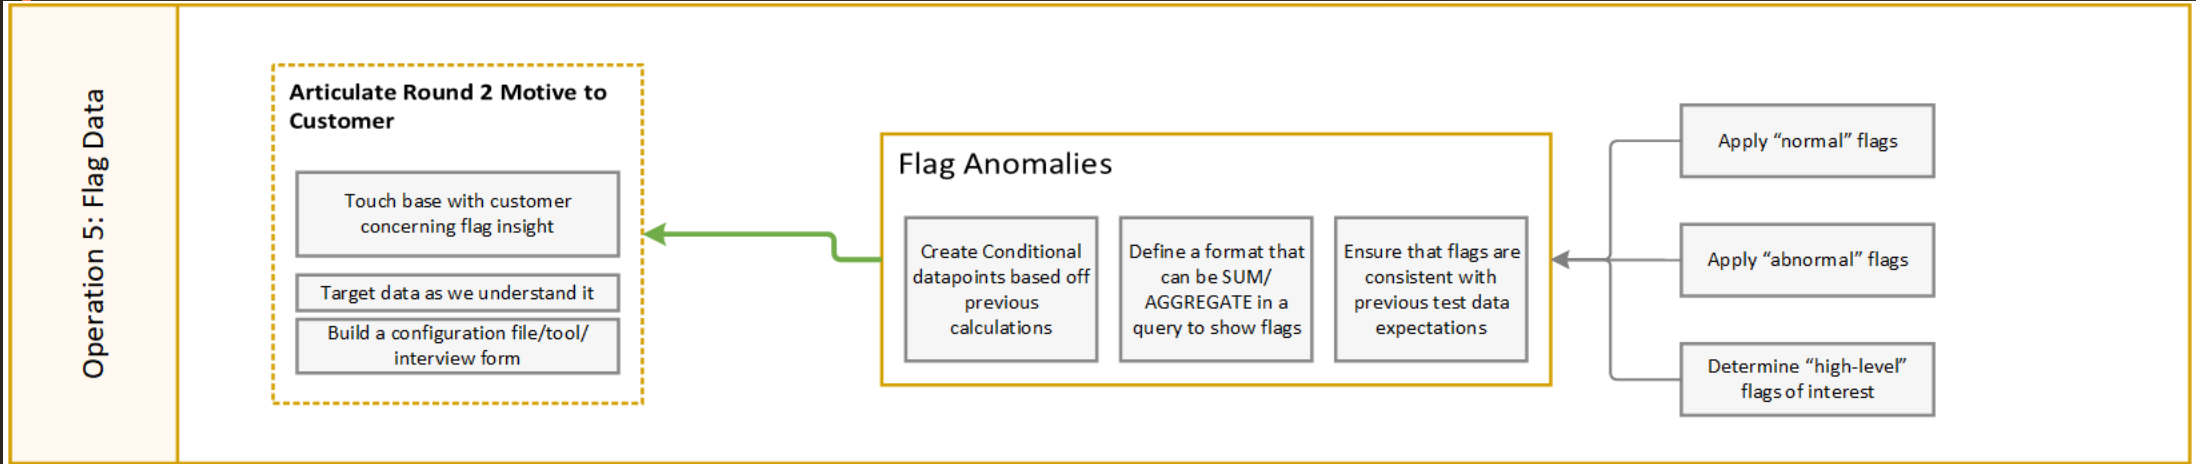 Operation 5: Flag Data
Articulate Round 2 Motive to
Customer
Touch base with customer
concerning flag insight
Target data as we understand it
Build a configuration file/tool/
interview form
Flag Anomalies
Create Conditional
datapoints based off
previous
calculations
Define a format that
can be SUM/
AGGREGATE in a
query to show flags
Ensure that flags are
consistent with
previous test data
expectations
Apply “normal” flags
Apply “abnormal” flags
Determine “high-level”
flags of interest